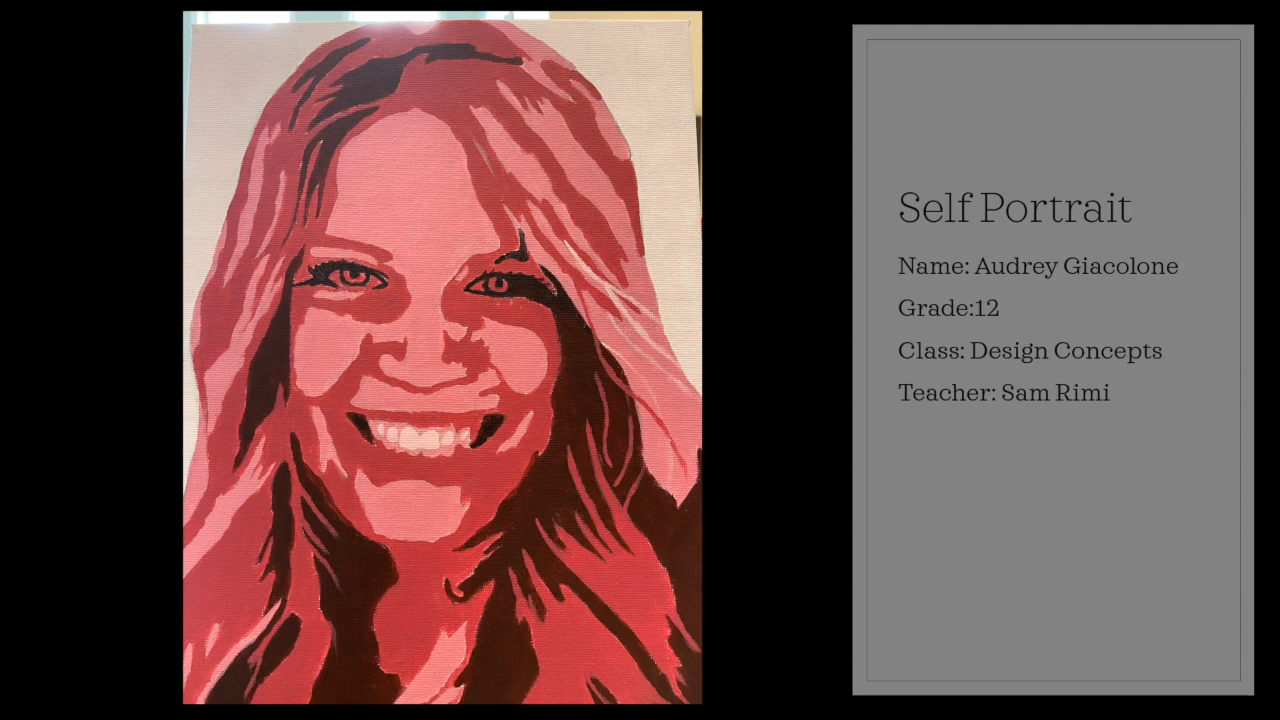 Self Portrait
Name: Audrey Giacolone
Grade:12
Class: Design Concepts
Teacher: Sam Rimi